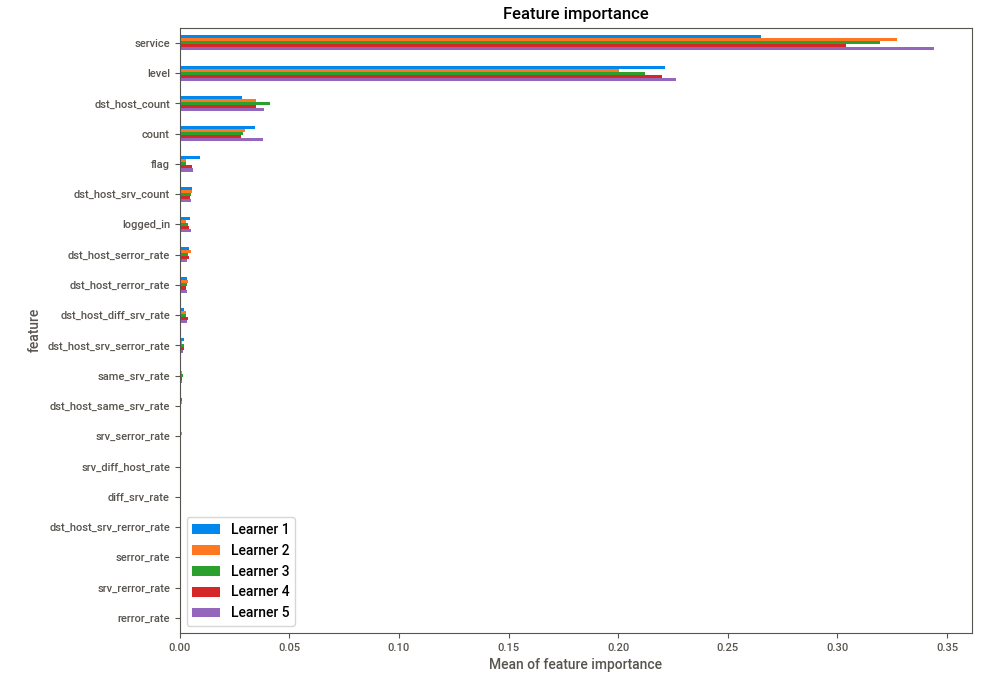 Feature importance
service
level
dst_host_count
count
flag
dst_host_srv_count
logged_in
dst_host_serror_rate
dst_host_rerror_rate
dst_host_diff_srv_rate
dst_host_srv_serror_rate
same_srv_rate
dst_host_same_srv_rate
srv_serror_rate
srv_diff_host_rate
diff_srv_rate
dst_host_srv_rerror_rate
serror_rate
srv_rerror_rate
rerror_rate
feature
Learner 1
Learner 2
Learner 3
Learner 4
Learner 5
0.00 0.05 0.10 0.15 0.20 0.25 0.30 0.35
Mean of feature importance